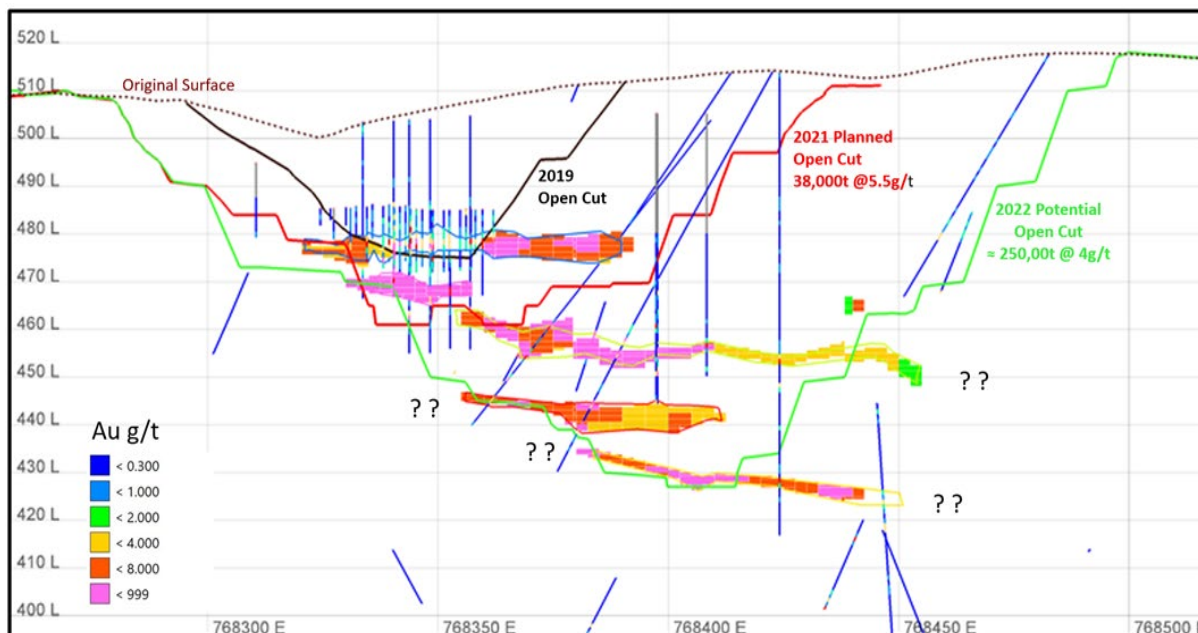 520 L
510 L
500 L
490 L
480 L
470 L
460 L
450 L
440 L
430 L
420 L
410 L
400 L
Original Surface
2019
Open Cut
2021 Planned
Open Cut
38,000t @5.5g/t
2022 Potential
Open Cut
≈ 250,00t @ 4g/t
? ?
? ?
? ?
? ?
Au g/t
< 0.300
< 1.000
< 2.000
< 4.000
< 8.000
< 999
768300 E
768350 E
768400 E
768450 E
768500